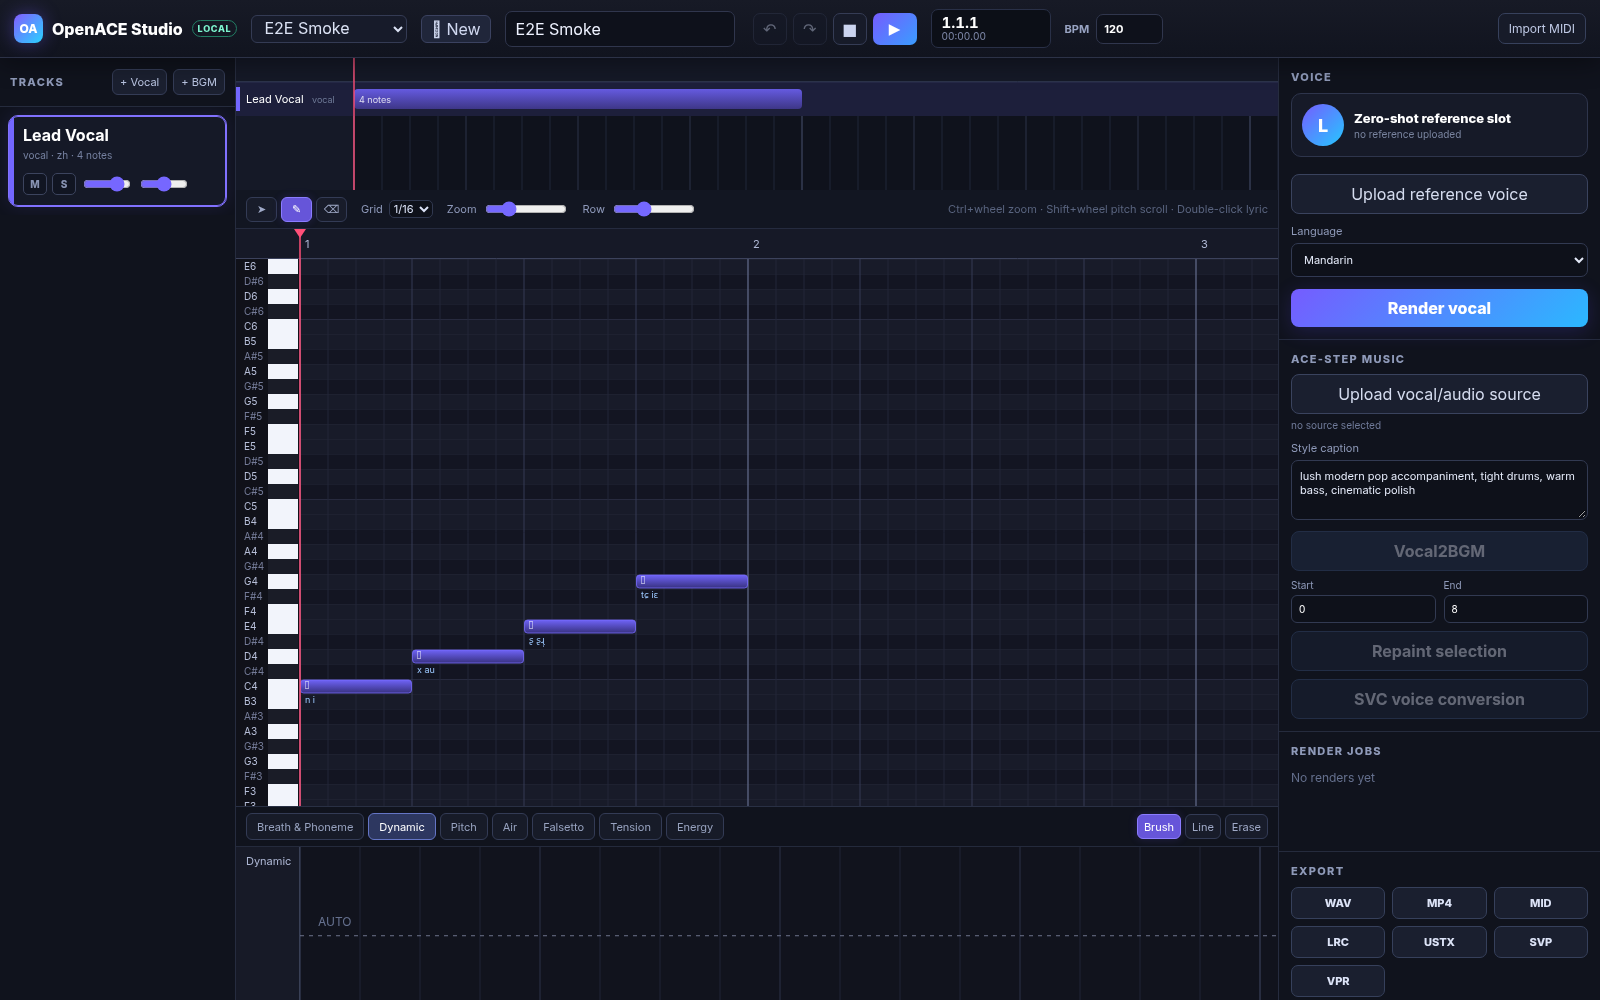 OA OpenACE Studio LOCAL E2E Smoke New E2E Smoke 1.1.1 BPM 120 Import MIDI
00:00.00
TRACKS + Vocal + BGM
Lead Vocal
vocal · zh · 4 notes
M S
Lead Vocal vocal 4 notes
Grid 1/16 Zoom Row Ctrl+wheel zoom · Shift+wheel pitch scroll · Double-click lyric
1 2 3
E6
D#6
D6
C#6
C6
B5
A#5
A5
G#5
G5
F#5
F5
E5
D#5
D5
C#5
C5
B4
A#4
A4
G#4
G4
F#4 tɕ iɛ
F4
E4
D#4 ʂ ʂɻ
D4
C#4 x au
C4
B3 n i
A#3
A3
G#3
G3
F#3
F3
E3
Breath & Phoneme Dynamic Pitch Air Falsetto Tension Energy Brush Line Erase
Dynamic
AUTO
VOICE
L Zero-shot reference slot
no reference uploaded
Upload reference voice
Language
Mandarin
Render vocal
ACE-STEP MUSIC
Upload vocal/audio source
no source selected
Style caption
lush modern pop accompaniment, tight drums, warm
bass, cinematic polish
Vocal2BGM
Start End
0 8
Repaint selection
SVC voice conversion
RENDER JOBS
No renders yet
EXPORT
WAV MP4 MID
LRC USTX SVP
VPR